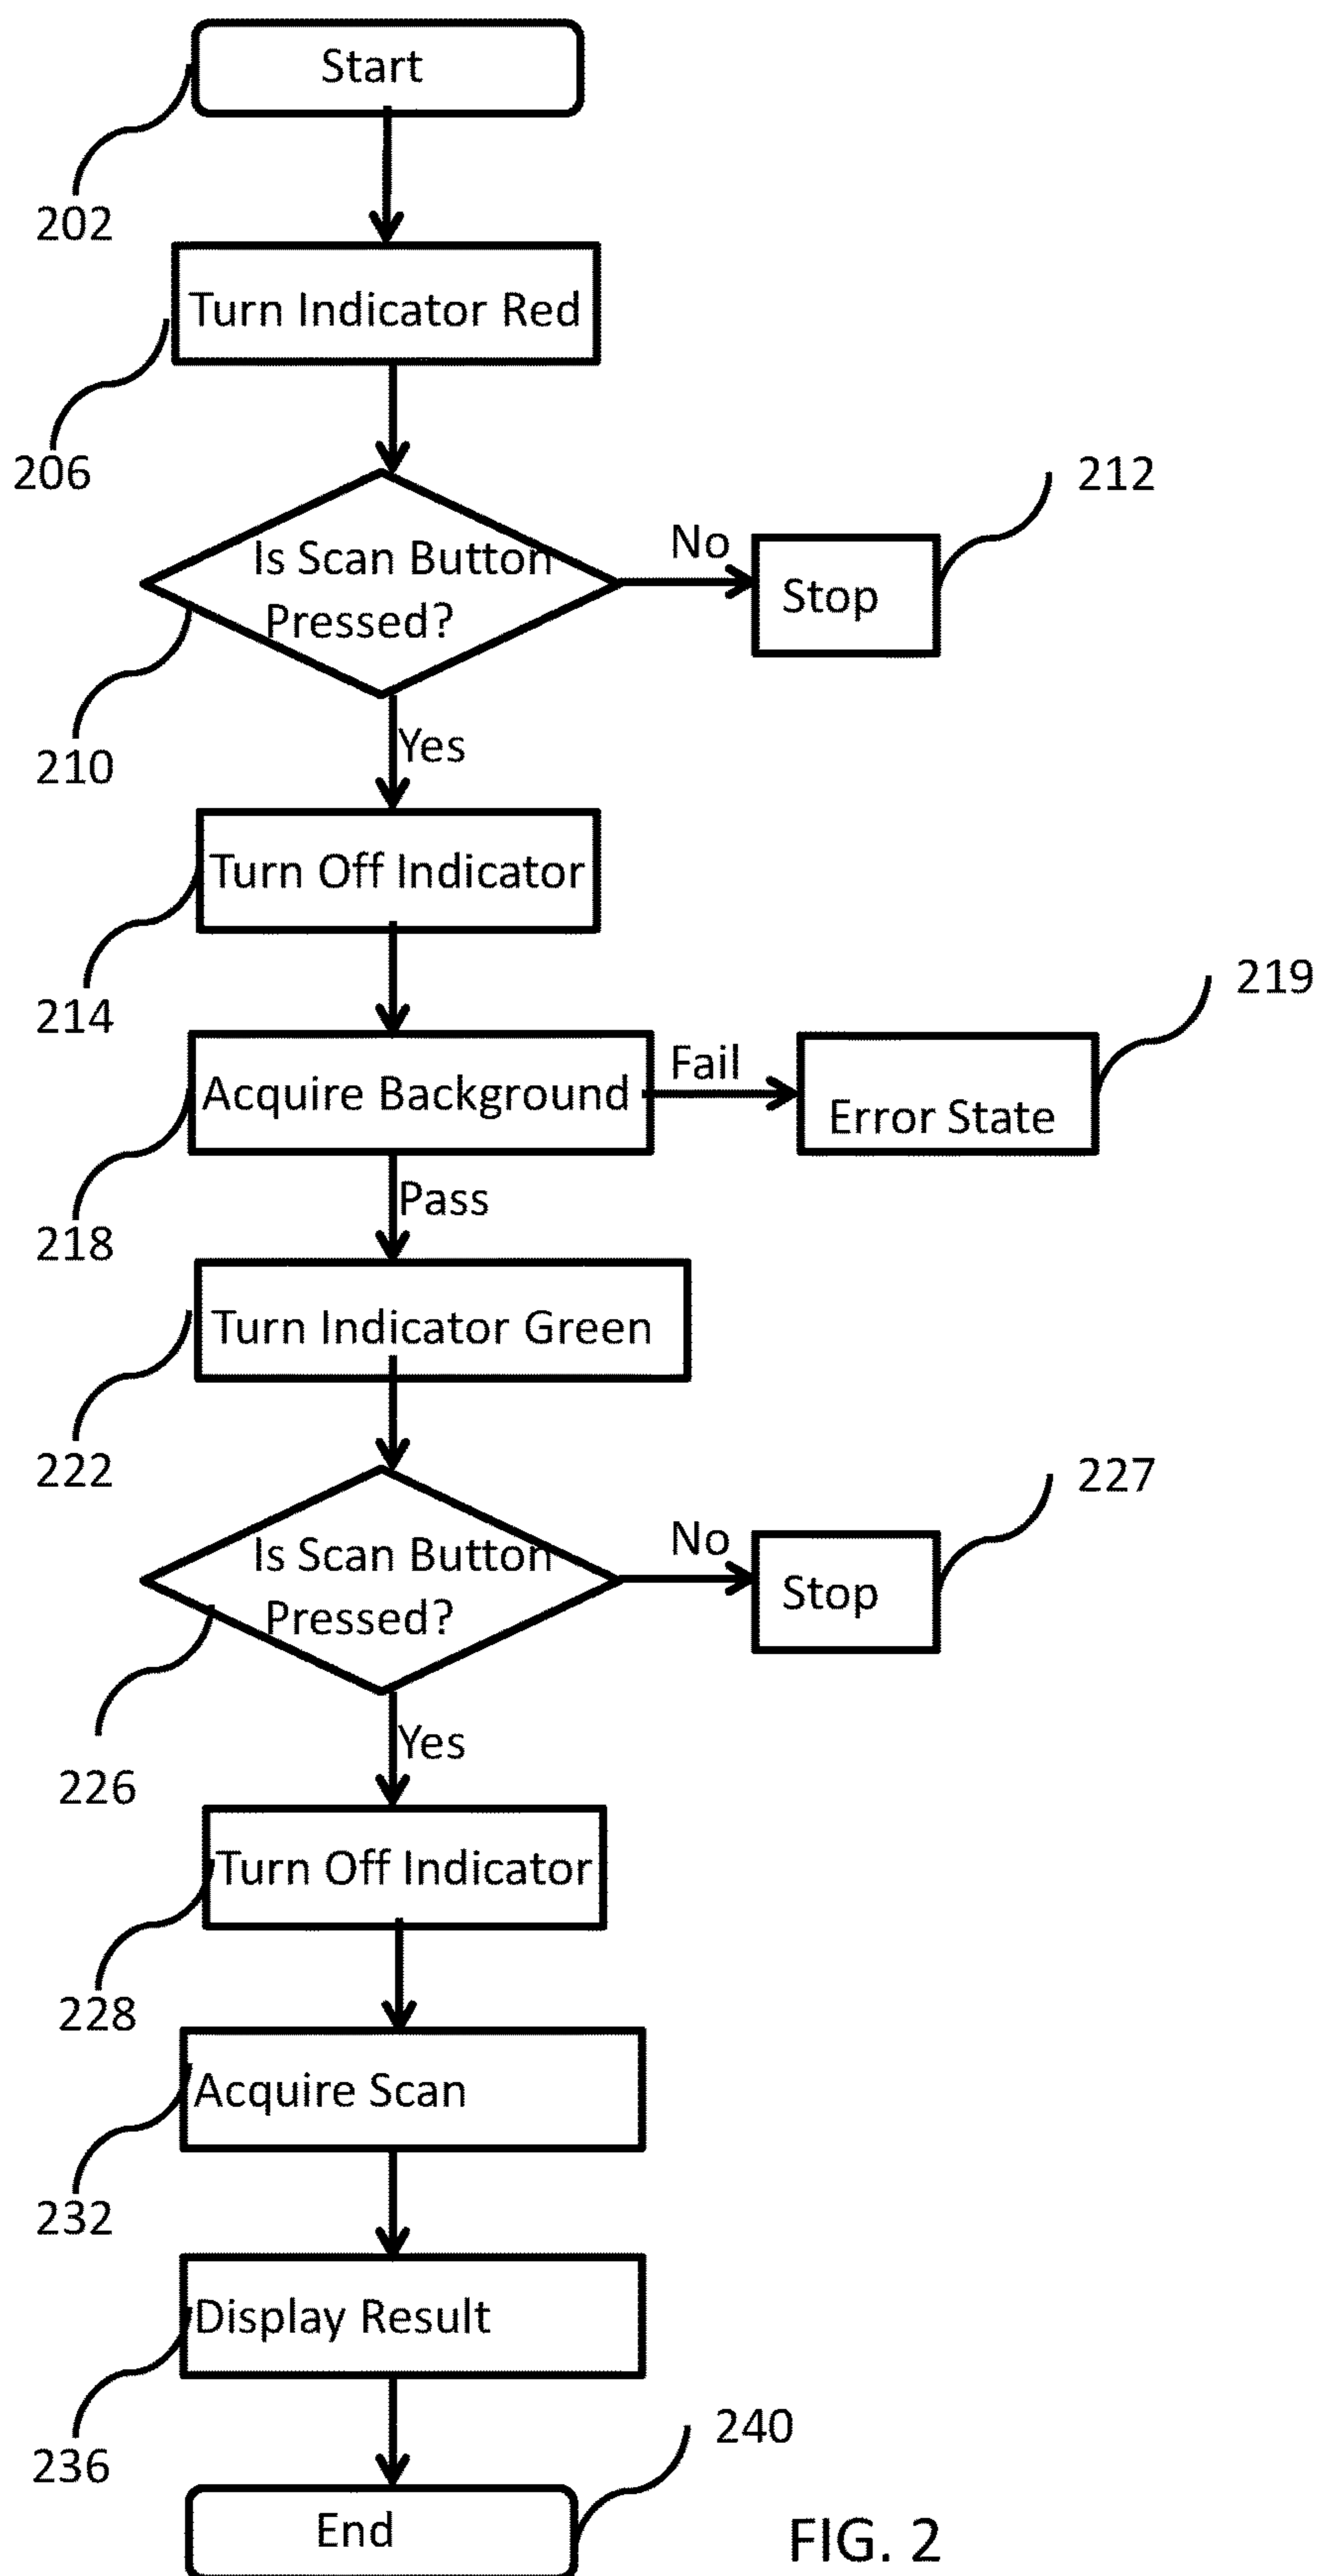 Start
202
Turn Indicator Red
206
Is Scan Button
Pressed?
No
Stop
212
210
Yes
Turn Off Indicator
214
Acquire Background
Fail
Error State
219
218
Pass
Turn Indicator Green
222
Is Scan Button
Pressed?
No
Stop
227
226
Yes
Turn Off Indicator
228
Acquire Scan
232
Display Result
236
End
240
FIG. 2